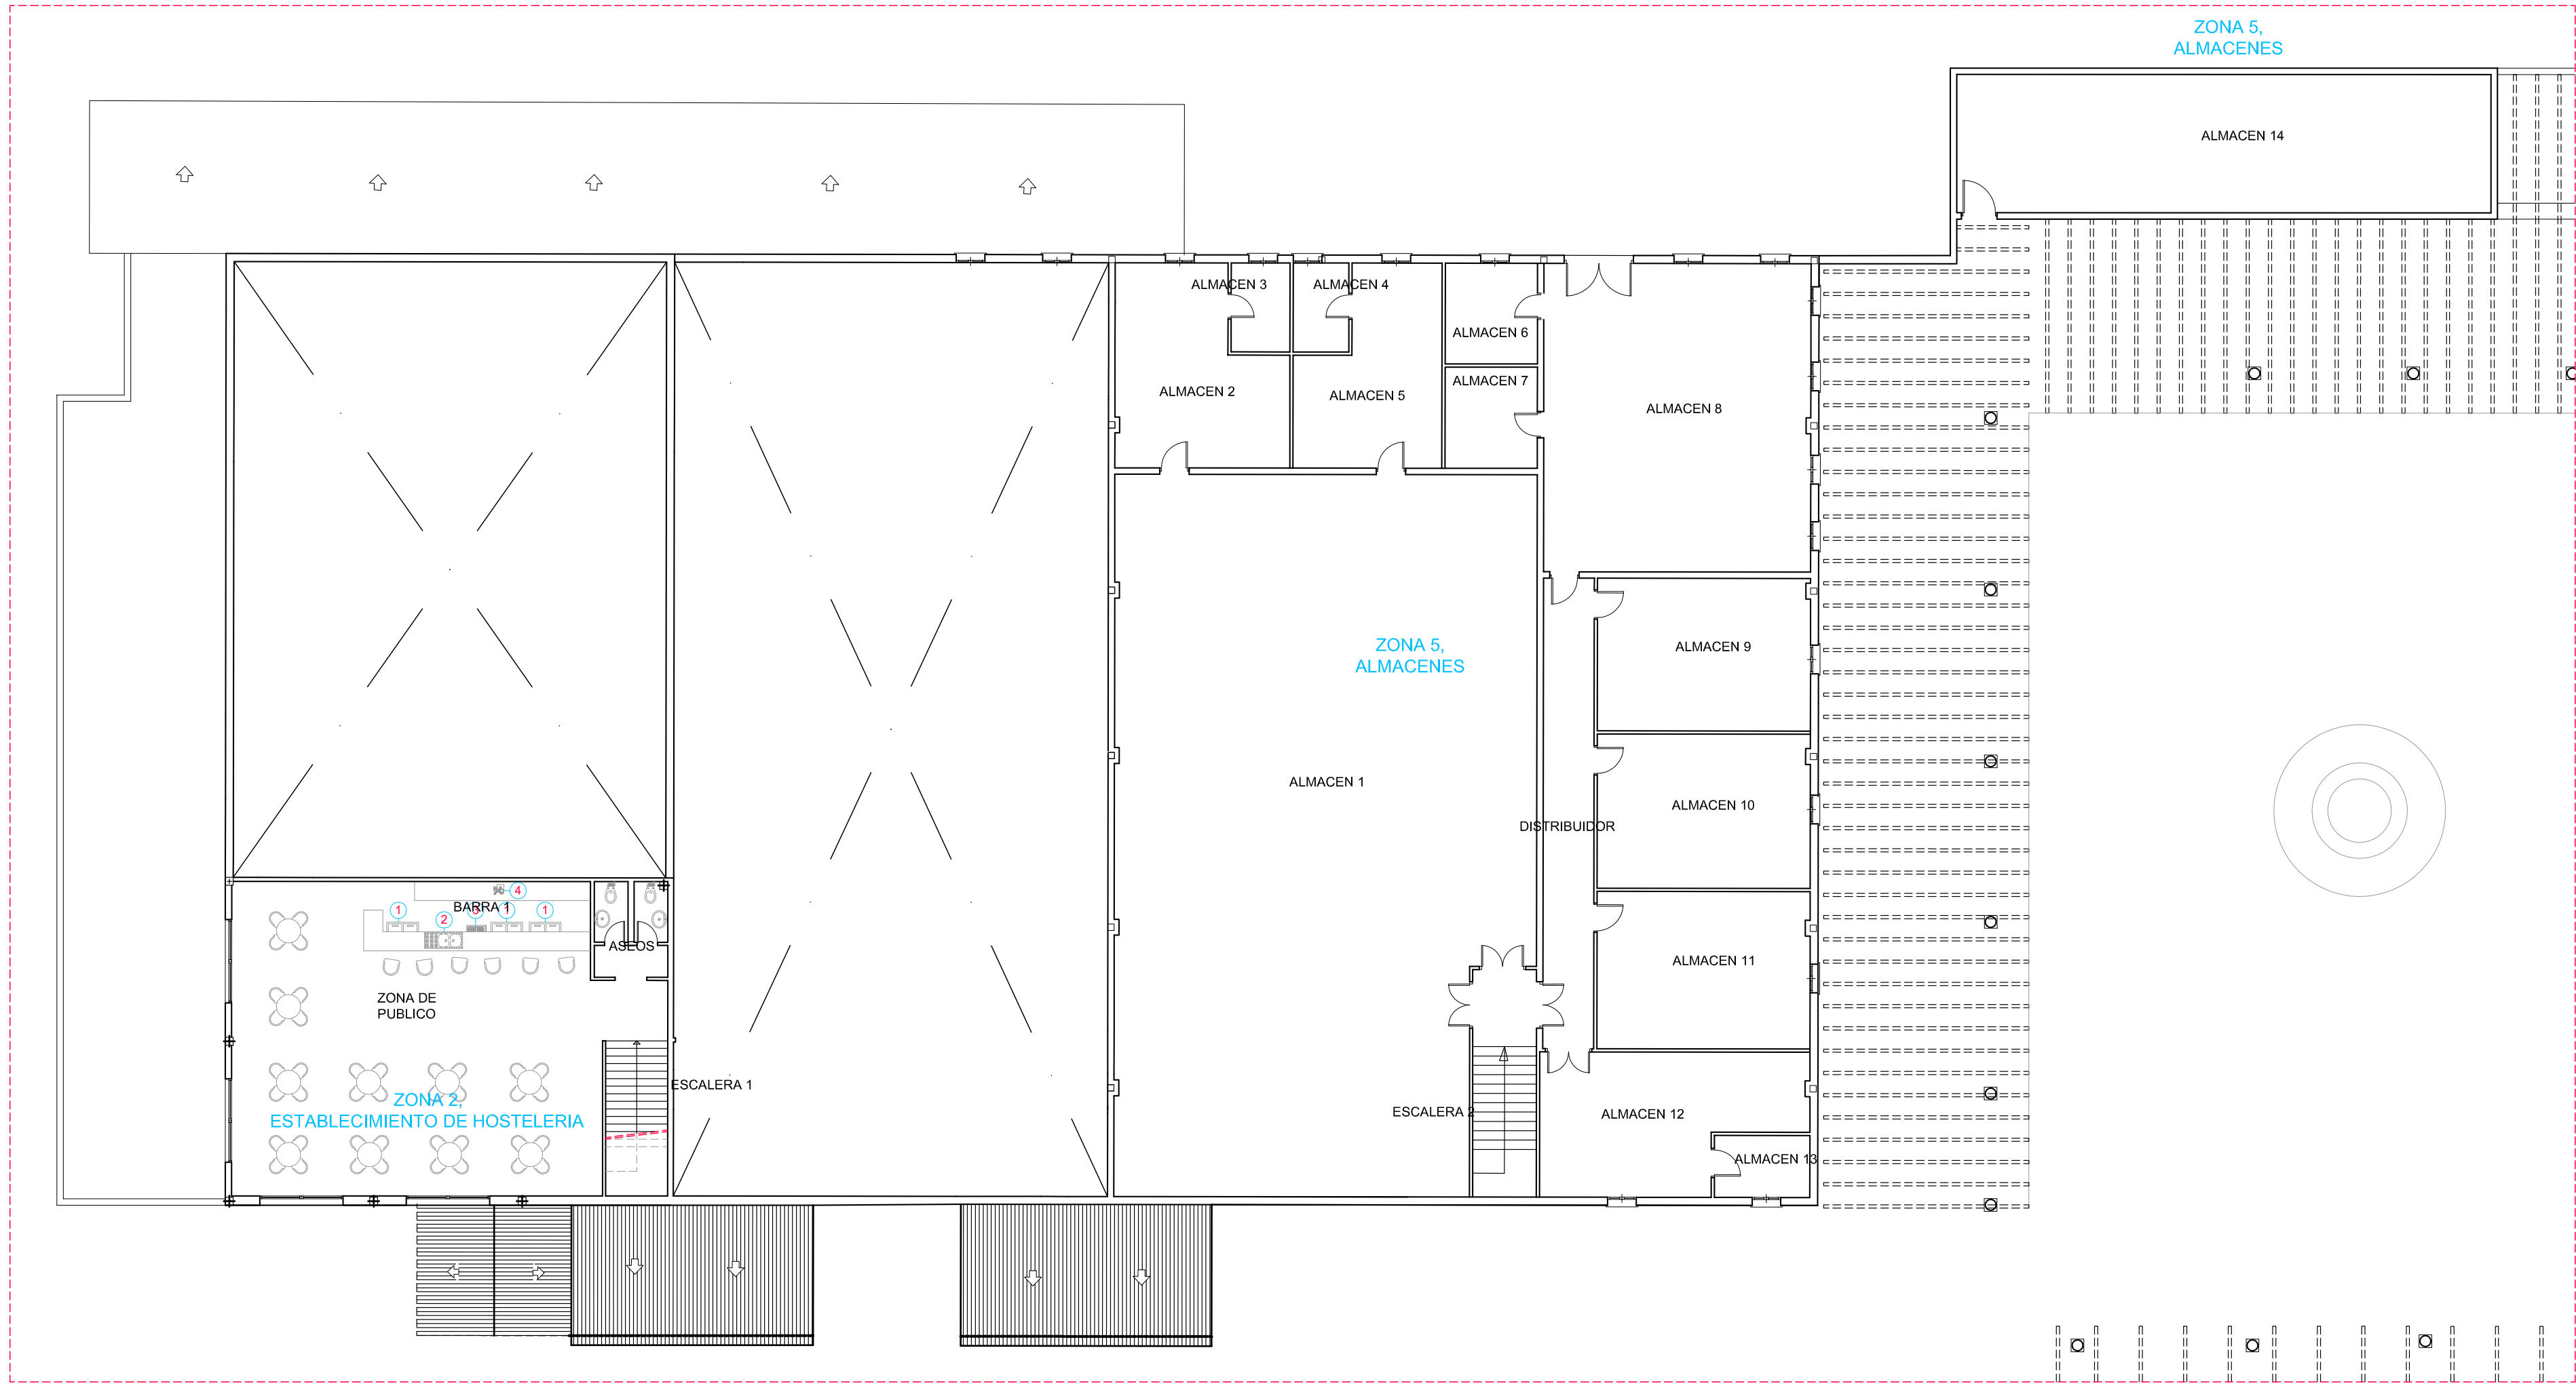 ZONA 5,
ALMACENES
ALMACEN 14
ALMACEN 3
ALMACEN 4
ALMACEN 6
ALMACEN 7
ALMACEN 2
ALMACEN 5
ALMACEN 8
ZONA 5,
ALMACENES
ALMACEN 9
ALMACEN 1
ALMACEN 10
DISTRIBUIDOR
4
BARRA 1
1
2
1
1
ASEOS
ALMACEN 11
ZONA DE
PUBLICO
ESCALERA 1
ZONA 2,
ESTABLECIMIENTO DE HOSTELERIA
ESCALERA 2
ALMACEN 12
ALMACEN 13